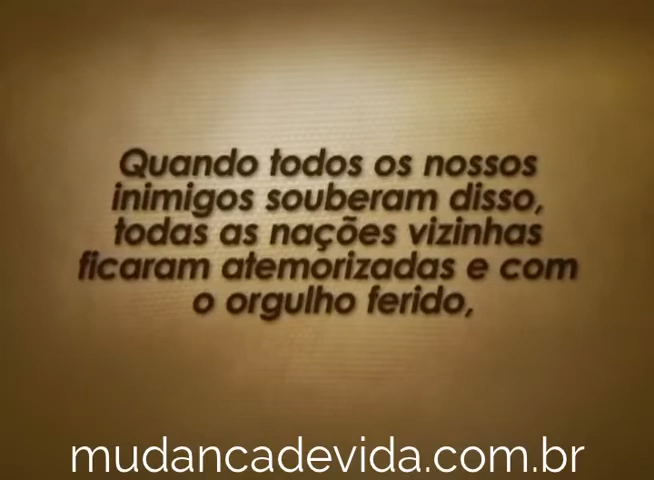 Quando todos os nossos
inimigos souberam disso,
todas as nações vizinhas
ficaram atemorizadas e com
o orgulho ferido,
mudancadevida.com.br